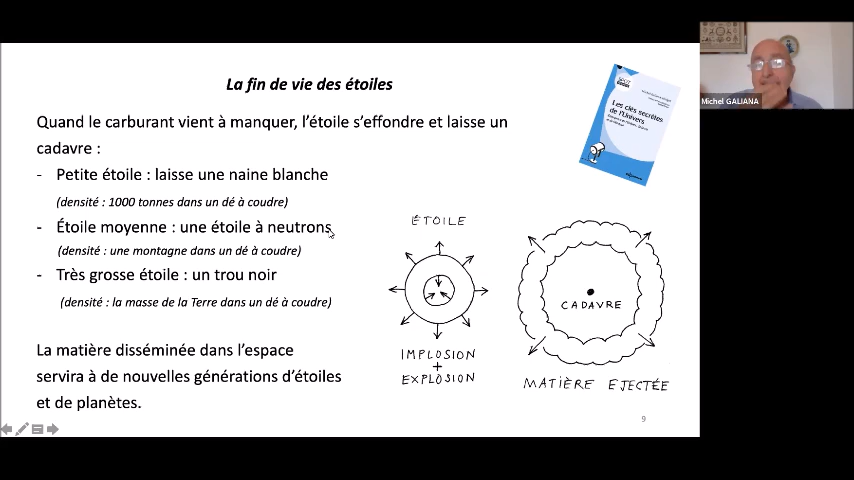 La fin de vie des étoiles
Quand le carburant vient à manquer, l'étoile s'effondre et laisse un
cadavre :
- Petite étoile : laisse une naine blanche
(densité : 1000 tonnes dans un dé à coudre)
- Étoile moyenne : une étoile à neutrons
(densité : une montagne dans un dé à coudre)
- Très grosse étoile : un trou noir
(densité : la masse de la Terre dans un dé à coudre)
La matière disséminée dans l'espace
servira à de nouvelles générations d'étoiles
et de planètes.
Les clés secrètes
de l'Univers
ÉTOILE
IMPLOSION
+
EXPLOSION
CADAVRE
MATIÈRE EJECTÉE
9
Michel GALIANA